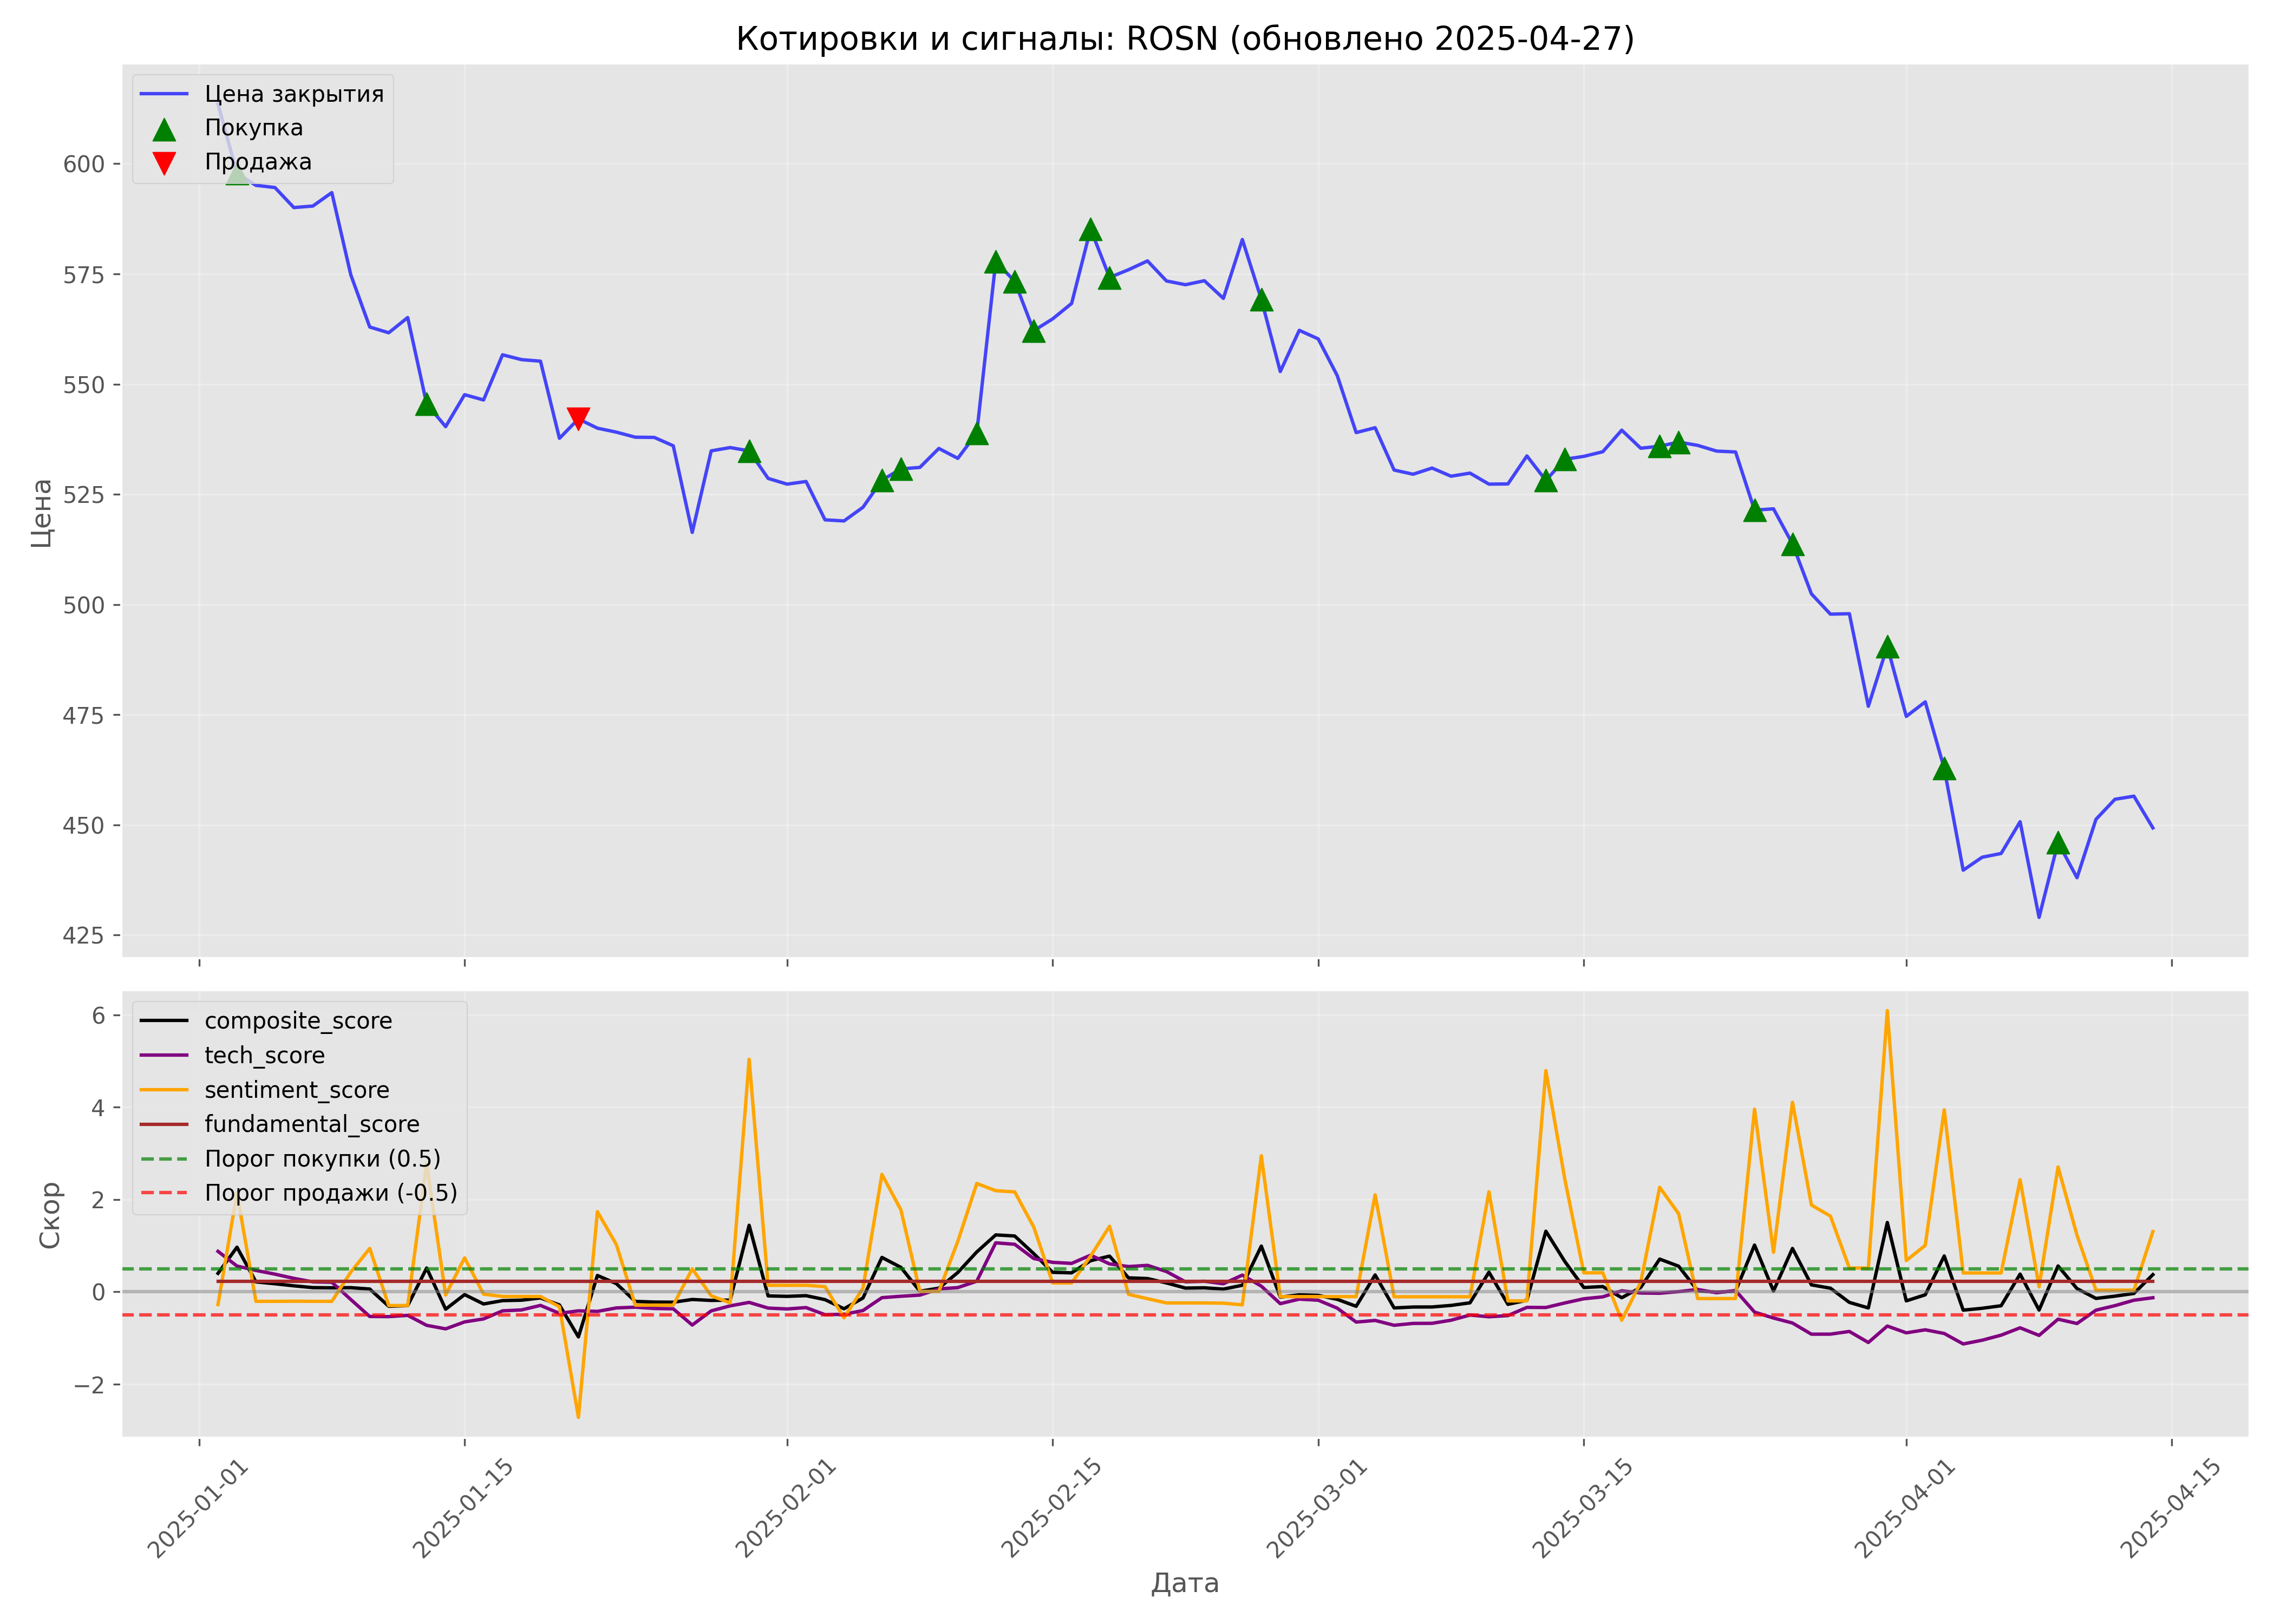 Котировки и сигналы: ROSN (обновлено 2025-04-27)
Цена закрытия
Покупка
Продажа
600
575
550
525
500
475
450
425
Цена
composite_score
tech_score
sentiment_score
fundamental_score
Порог покупки (0.5)
Порог продажи (-0.5)
6
4
2
0
−2
Скор
2025-01-01
2025-01-15
2025-02-01
2025-02-15
2025-03-01
2025-03-15
2025-04-01
2025-04-15
Дата